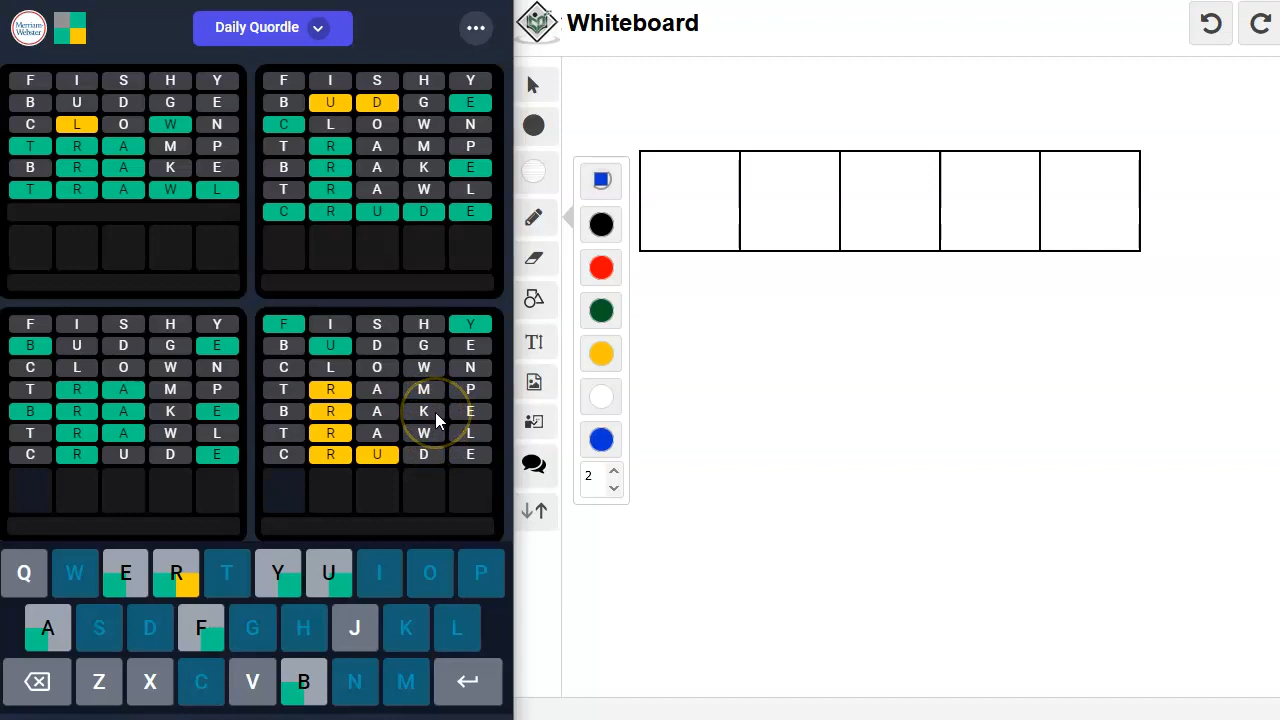 Merriam-Webster
Daily Quordle
Whiteboard
F I S H Y
B U D G E
C L O W N
T R A M P
B R A K E
T R A W L
F I S H Y
B U D G E
C L O W N
T R A M P
B R A K E
T R A W L
C R U D E
F I S H Y
B U D G E
C L O W N
T R A M P
B R A K E
T R A W L
C R U D E
F I S H Y
B U D G E
C L O W N
T R A M P
B R A K E
T R A W L
C R U D E
Q W E R T Y U I O P
A S D F G H J K L
Z X C V B N M
T
2